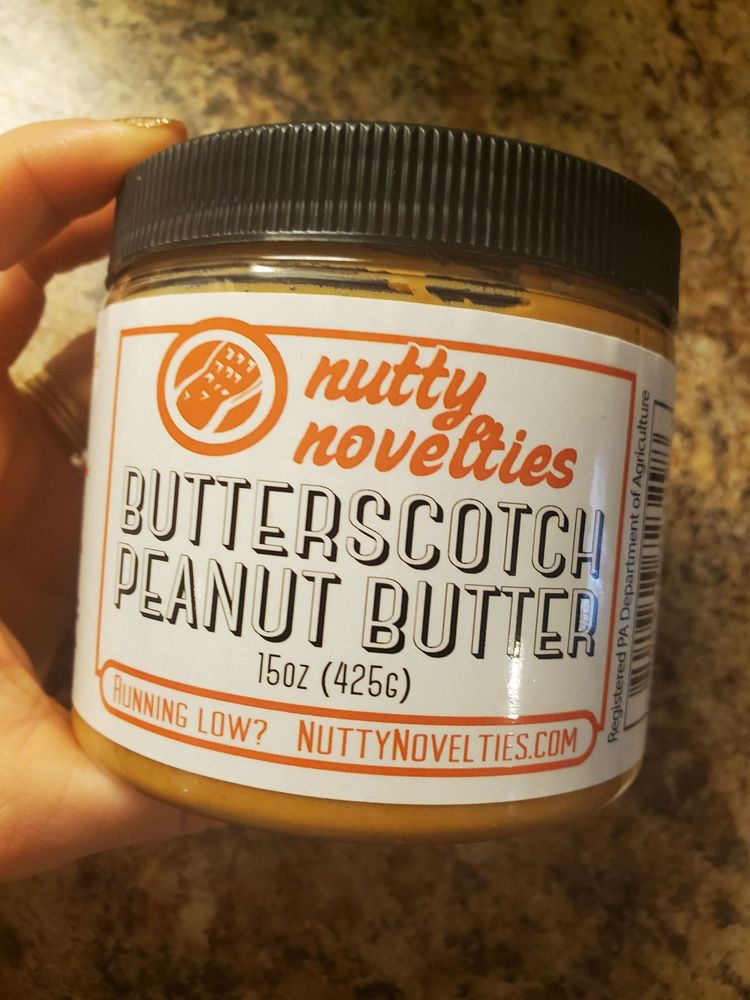 nutty
novelties
BUTTERSCOTCH
PEANUT BUTTER
15oz (425G)
RUNNING LOW? NUTTYNOVELTIES.COM
Registered PA Department of Agriculture